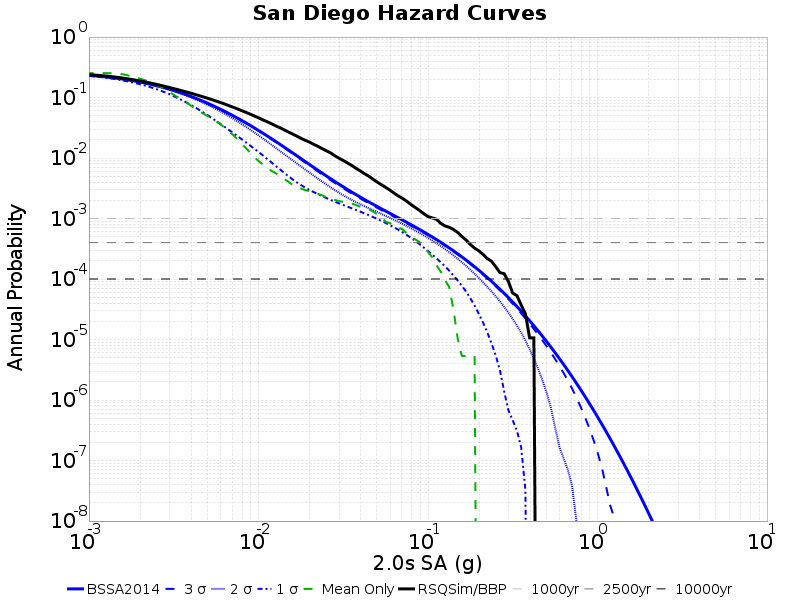 San Diego Hazard Curves
Annual Probability
10^0
10^-1
10^-2
10^-3
10^-4
10^-5
10^-6
10^-7
10^-8
10^-3 10^-2 10^-1 10^0 10^1
2.0s SA (g)
BSSA2014 3 σ 2 σ 1 σ Mean Only RSQSim/BBP 1000yr 2500yr 10000yr